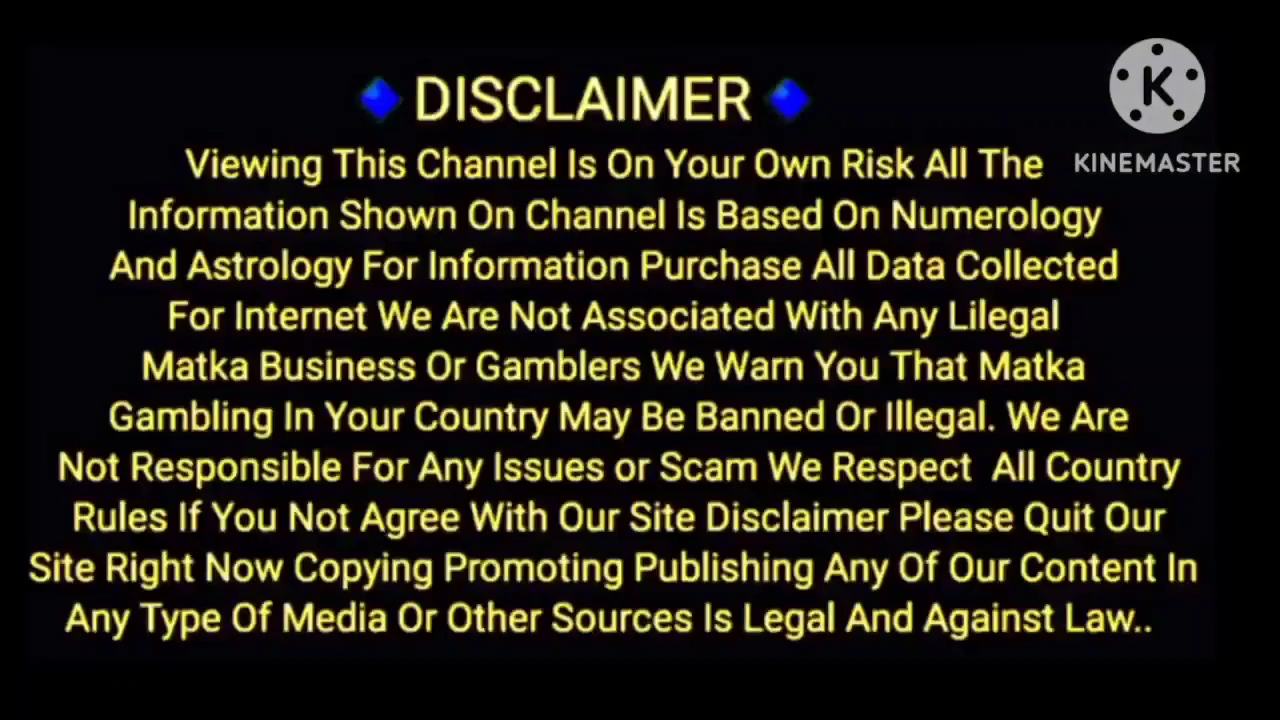 DISCLAIMER
Viewing This Channel Is On Your Own Risk All The
Information Shown On Channel Is Based On Numerology
And Astrology For Information Purchase All Data Collected
For Internet We Are Not Associated With Any Lilegal
Matka Business Or Gamblers We Warn You That Matka
Gambling In Your Country May Be Banned Or Illegal. We Are
Not Responsible For Any Issues or Scam We Respect  All Country
Rules If You Not Agree With Our Site Disclaimer Please Quit Our
Site Right Now Copying Promoting Publishing Any Of Our Content In
Any Type Of Media Or Other Sources Is Legal And Against Law..
K
KINEMASTER